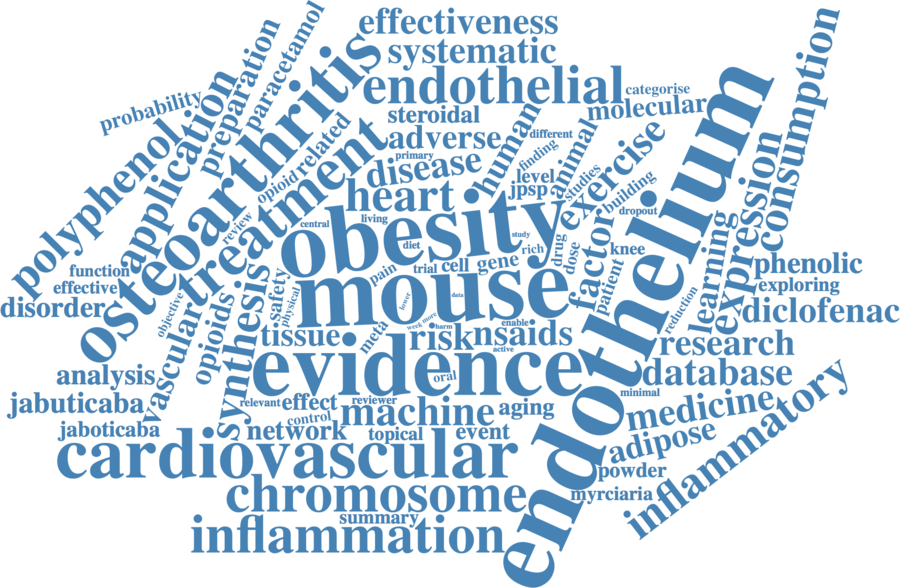 effectiveness
systematic
endothelial
categorise
molecular
probability
polyphenol
application
preparation
paracetamol
osteoarthritis
treatment
opioid
related
review
steroidal
adverse
primary
disease
heart
human
different
finding
level
jpsp
animal
studies
exercise
building
dropout
consumption
endothelium
expression
learning
central
living
obesity
study
diet
rich
drug
dose
factor
knee
patient
reduction
function
effective
disorder
objective
vascular
opioids
synthesis
safety
physical
pain
trial
cell
gene
mouse
lower
data
phenolic
exploring
diclofenac
tissue
meta
week
more
risk
harm
nsaids
enable
active
research
evidence
oral
database
minimal
analysis
jabuticaba
jaboticaba
relevant
effect
reviewer
control
network
machine
topical
aging
event
medicine
adipose
powder
myrciaria
inflammatory
cardiovascular
chromosome
summary
inflammation